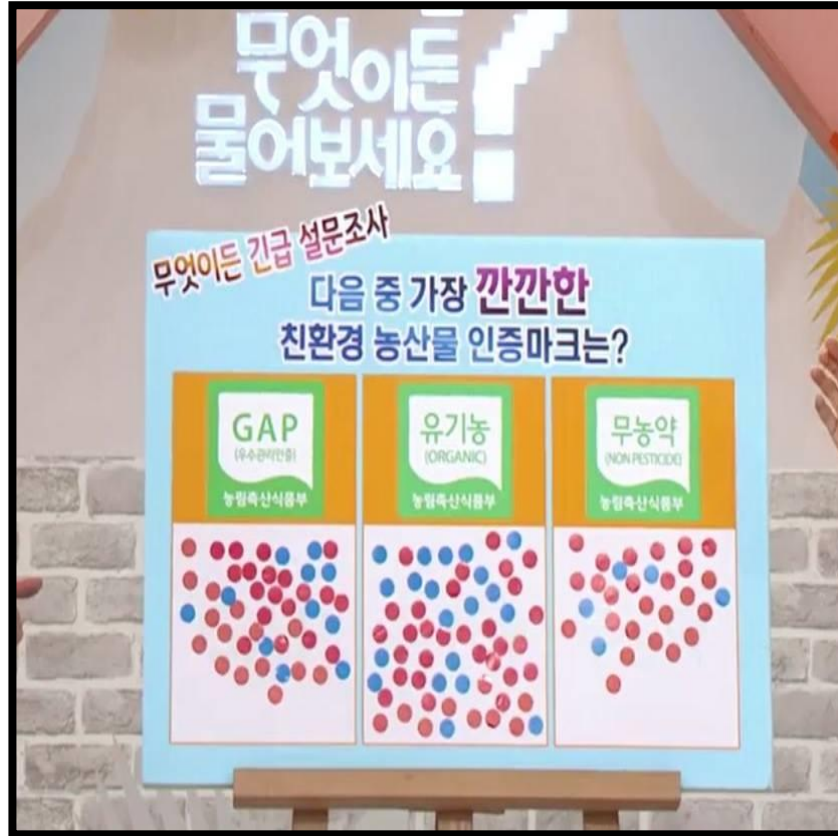 무엇이든
물어보세요?
무엇이든 긴급 설문조사
다음 중 가장 깐깐한
친환경 농산물 인증마크는?
GAP
(우수관리인증)
농림축산식품부
유기농
(ORGANIC)
농림축산식품부
무농약
(NON PESTICIDE)
농림축산식품부